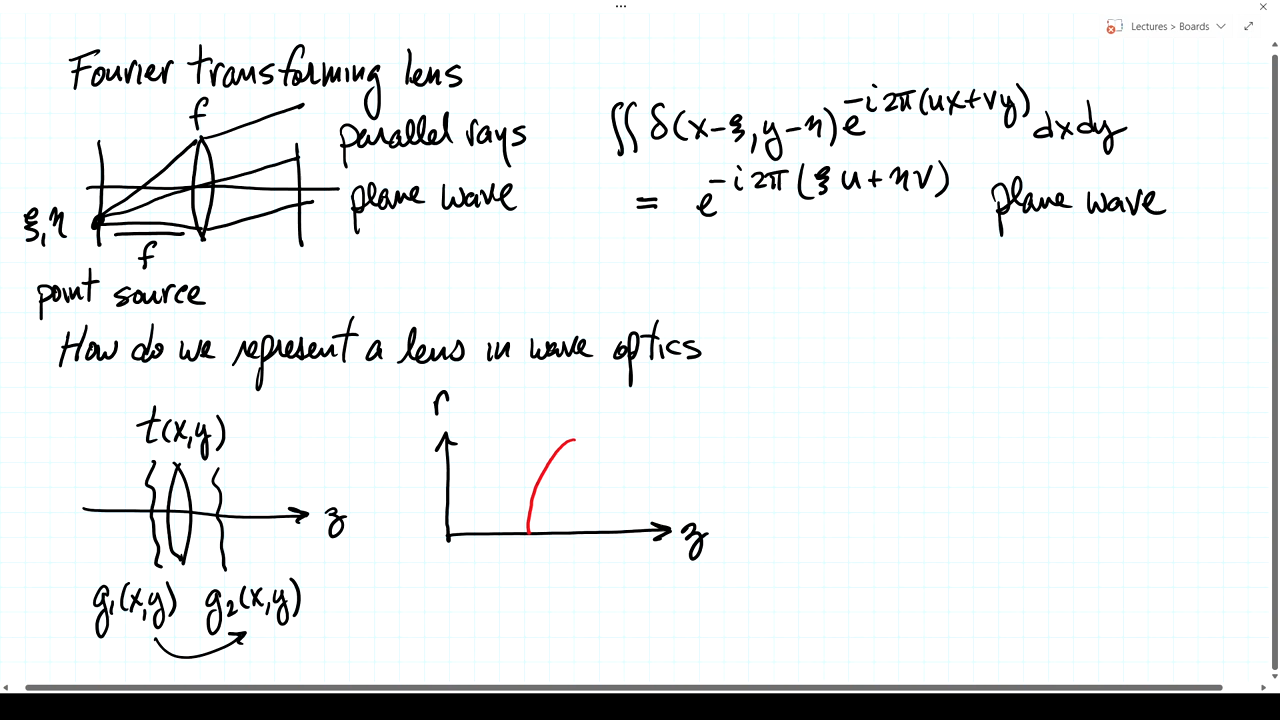 ...
Lectures > Boards
Fourier transforming lens
f
parallel rays
plane wave
ξ, η
f
point source
∬ δ(x-ξ, y-η) e^{-i2π(ux+vy)} dxdy
= e^{-i2π(ξu+ηv)} plane wave
How do we represent a lens in wave optics
t(x,y)
z
g₁(x,y) g₂(x,y)
r
z